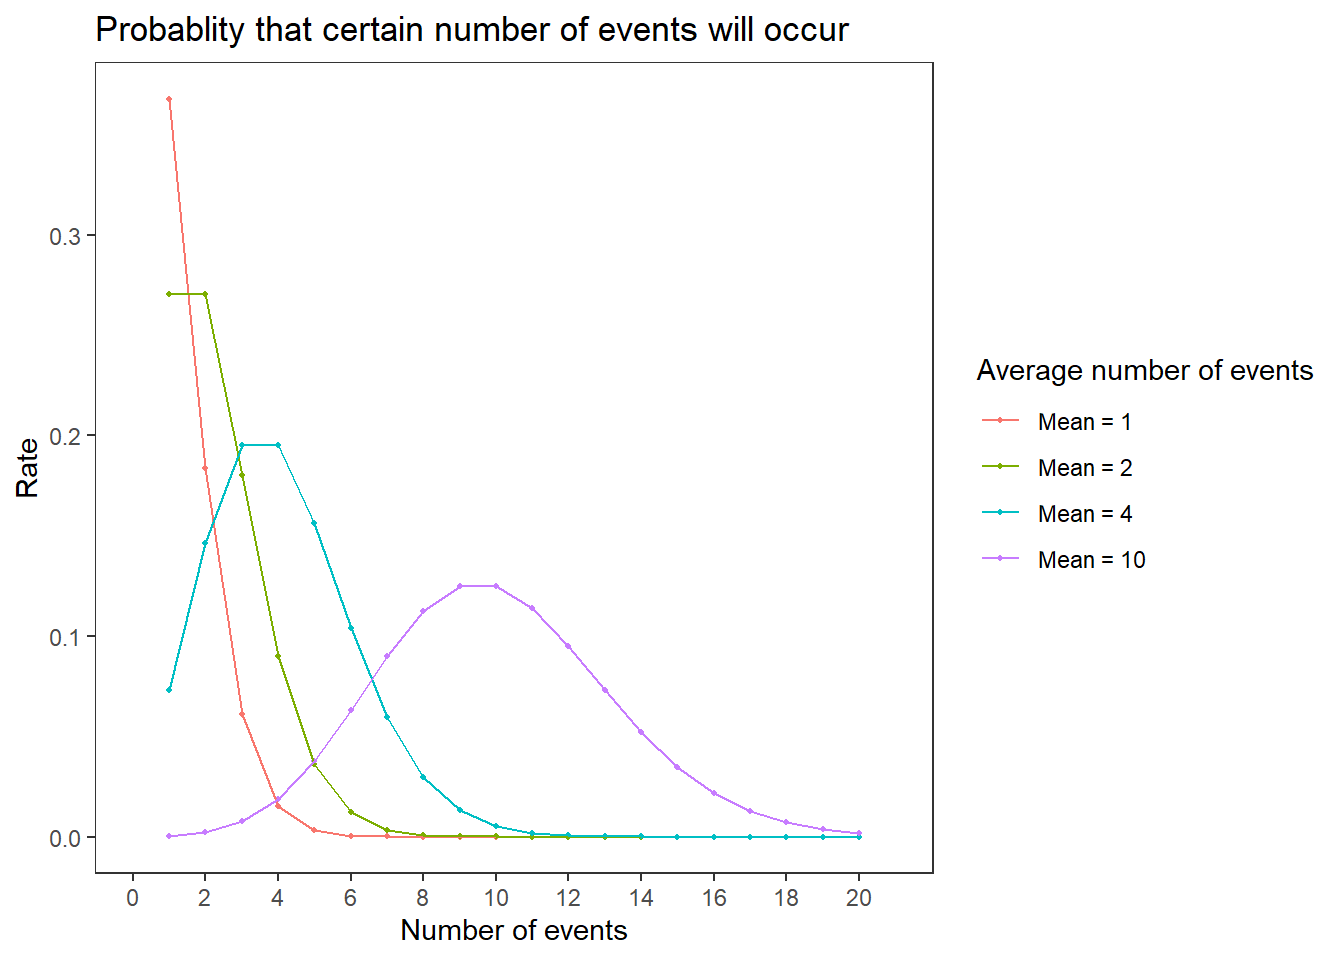 Probablity that certain number of events will occur
Rate
0.3
0.2
0.1
0.0
0 2 4 6 8 10 12 14 16 18 20
Number of events
Average number of events
Mean = 1
Mean = 2
Mean = 4
Mean = 10